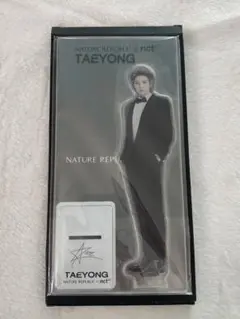 NATURE REPUBLIC × nct
TAEYONG
NATURE REPU
TAEYONG
NATURE REPUBLIC × nct